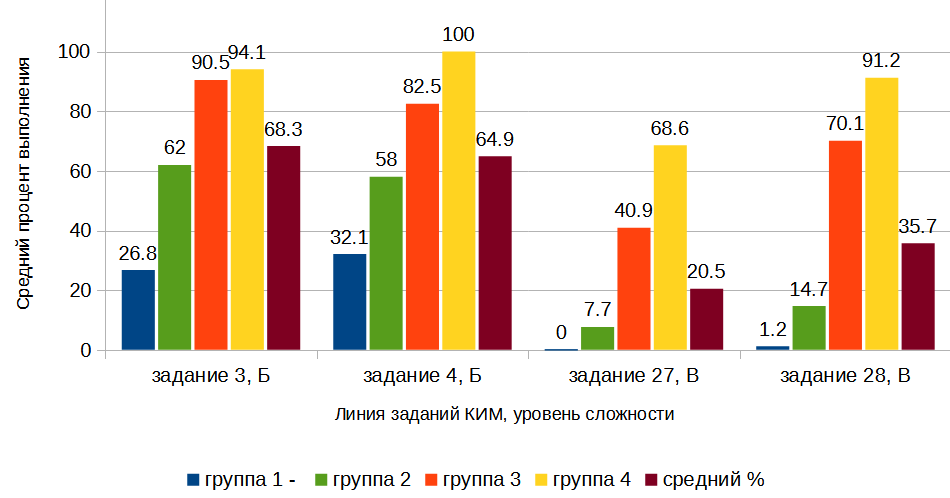 Средний процент выполнения
100
80
60
40
20
0
26.8 62 90.5 94.1 68.3
32.1 58 82.5 100 64.9
0 7.7 40.9 68.6 20.5
1.2 14.7 70.1 91.2 35.7
задание 3, Б задание 4, Б задание 27, В задание 28, В
Линия заданий КИМ, уровень сложности
группа 1 - группа 2 группа 3 группа 4 средний %